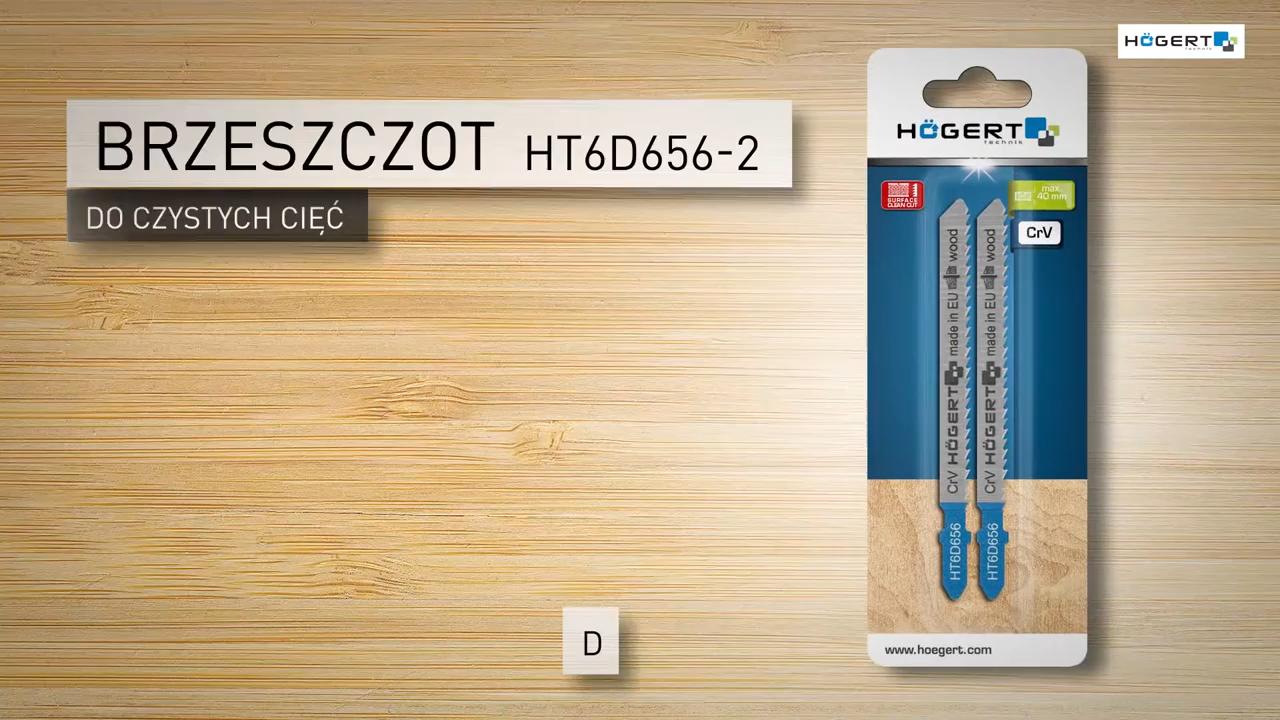 HÖGERT
technik
BRZESZCZOT HT6D656-2
DO CZYSTYCH CIĘĆ
HÖGERT
technik
SURFACE
CLEAN CUT
max.
40 mm
CrV
CrV HÖGERT made in EU wood
CrV HÖGERT made in EU wood
HT6D656
HT6D656
D
www.hoegert.com